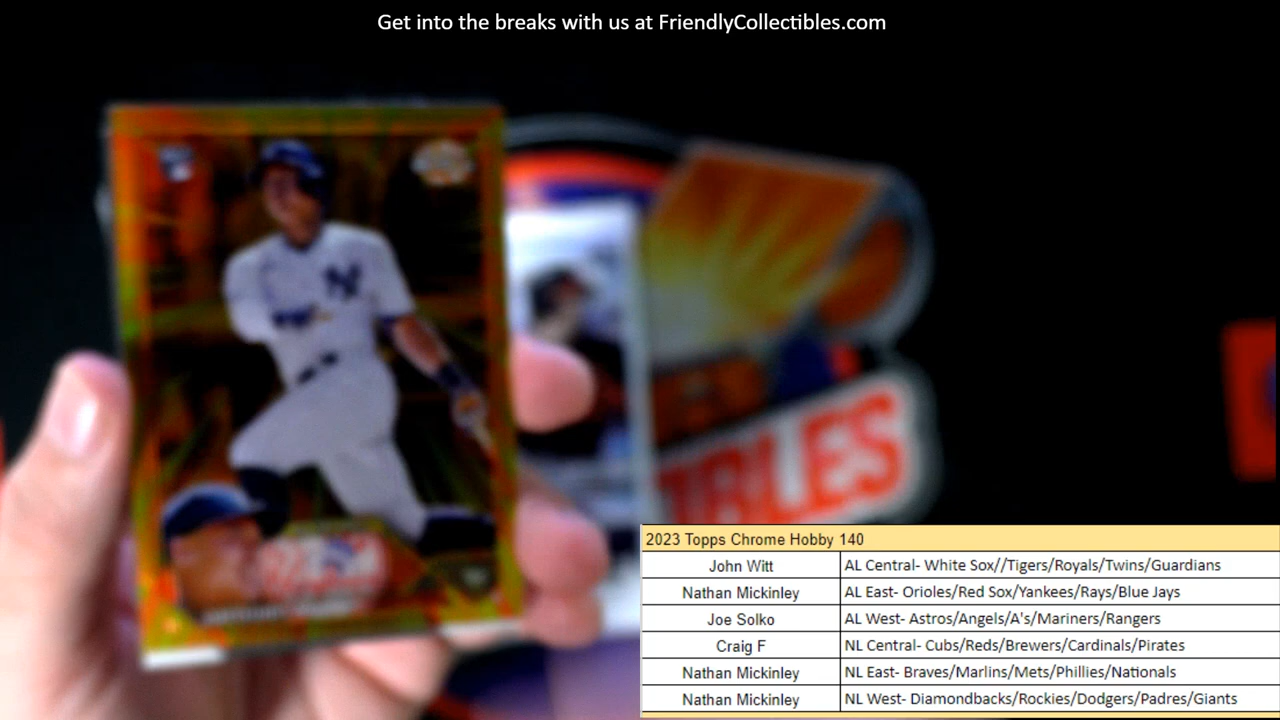 Get into the breaks with us at FriendlyCollectibles.com
NY
IBLES
2023 Topps Chrome Hobby 140
John Witt AL Central- White Sox//Tigers/Royals/Twins/Guardians
Nathan Mickinley AL East- Orioles/Red Sox/Yankees/Rays/Blue Jays
Joe Solko AL West- Astros/Angels/A's/Mariners/Rangers
Craig F NL Central- Cubs/Reds/Brewers/Cardinals/Pirates
Nathan Mickinley NL East- Braves/Marlins/Mets/Phillies/Nationals
Nathan Mickinley NL West- Diamondbacks/Rockies/Dodgers/Padres/Giants